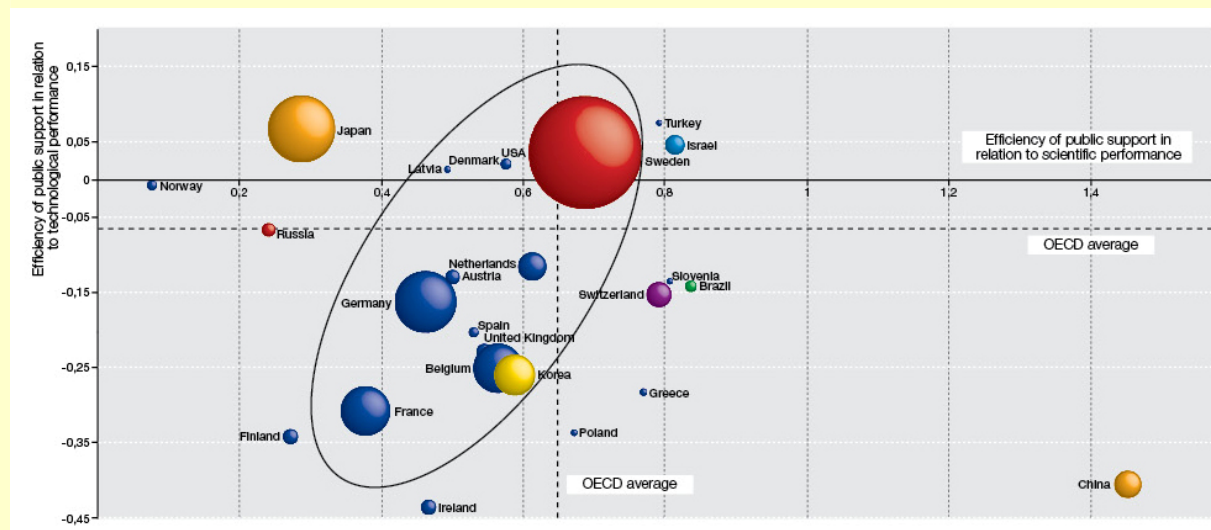 Efficiency of public support in relation
to technological performance
0,15
0,05
0
-0,05
-0,15
-0,25
-0,35
-0,45
0,2
0,4
0,6
0,8
1
1,2
1,4
Efficiency of public support in
relation to scientific performance
OECD average
OECD average
Japan
Norway
Russia
Latvia
Denmark
USA
Sweden
Turkey
Israel
Netherlands
Austria
Germany
Spain
United Kingdom
Belgium
Korea
France
Finland
Ireland
Switzerland
Slovenia
Brazil
Greece
Poland
China